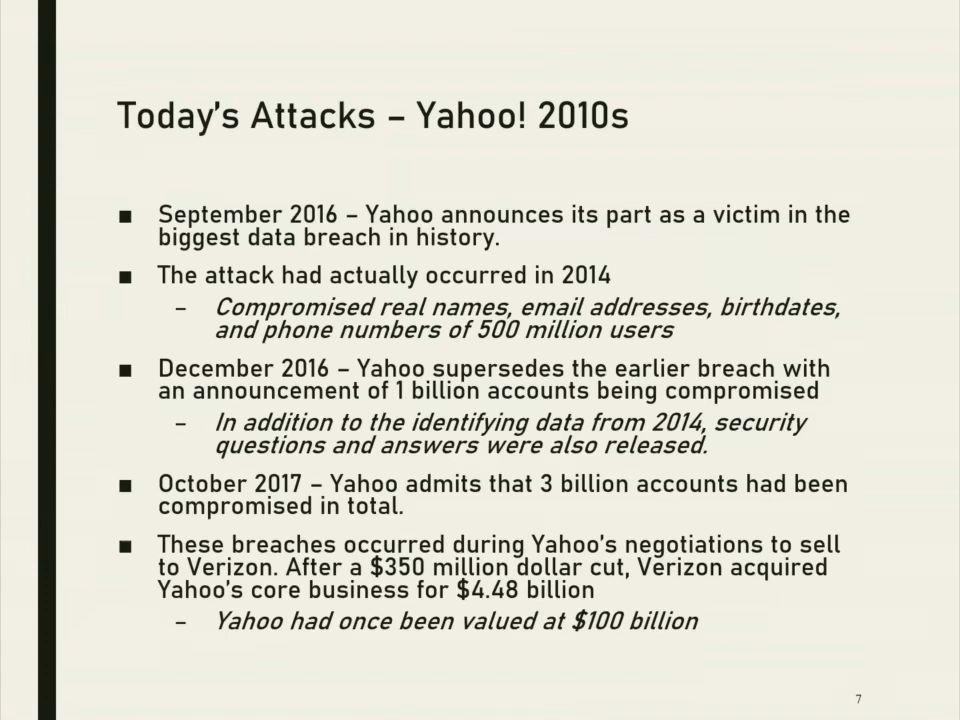 Today's Attacks – Yahoo! 2010s
■ September 2016 – Yahoo announces its part as a victim in the
biggest data breach in history.
■ The attack had actually occurred in 2014
– Compromised real names, email addresses, birthdates,
and phone numbers of 500 million users
■ December 2016 – Yahoo supersedes the earlier breach with
an announcement of 1 billion accounts being compromised
– In addition to the identifying data from 2014, security
questions and answers were also released.
■ October 2017 – Yahoo admits that 3 billion accounts had been
compromised in total.
■ These breaches occurred during Yahoo's negotiations to sell
to Verizon. After a $350 million dollar cut, Verizon acquired
Yahoo's core business for $4.48 billion
– Yahoo had once been valued at $100 billion
7